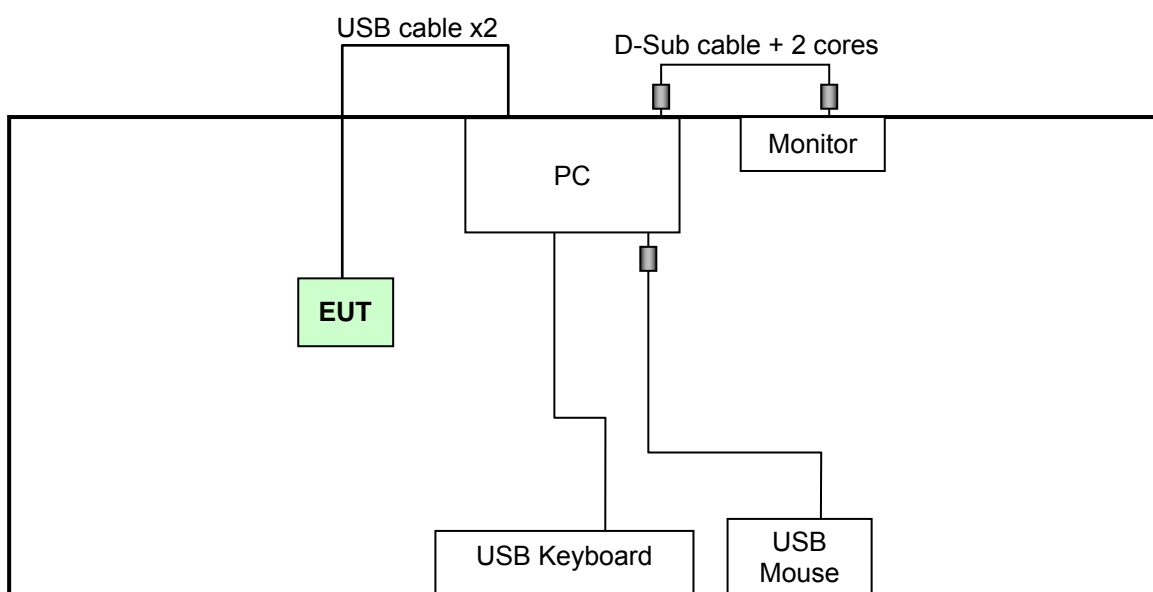 USB cable x2
D-Sub cable + 2 cores
Monitor
PC
EUT
USB Keyboard
USB
Mouse